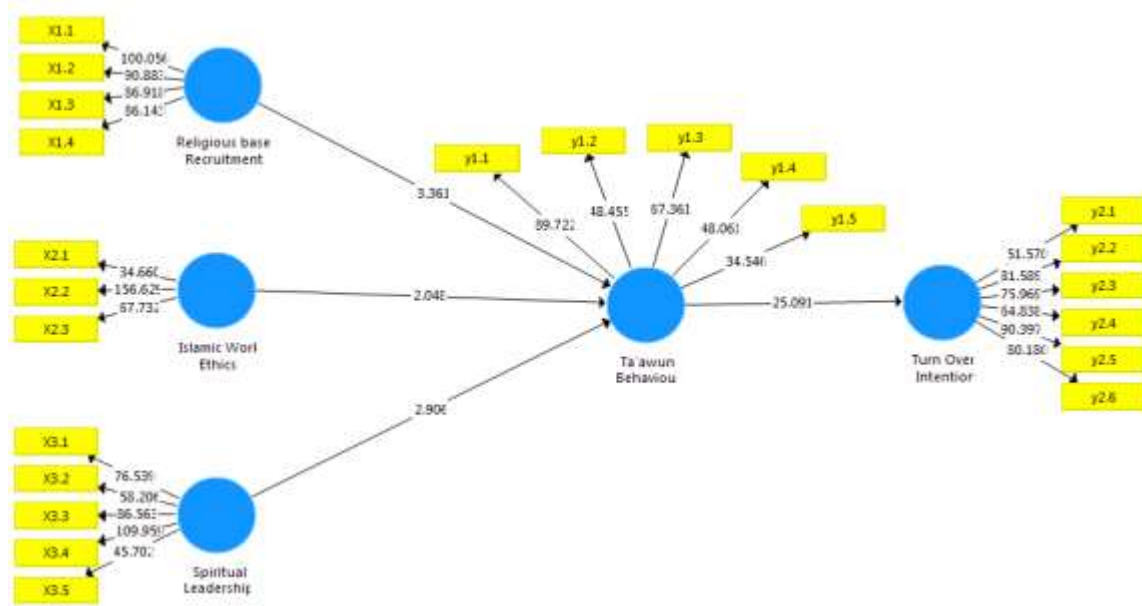 X1.1
X1.2
X1.3
X1.4
100.056
90.883
86.918
86.143
Religious base
Recruitment
3.361
X2.1
X2.2
X2.3
34.660
156.629
67.732
Islamic Worl
Ethics
2.048
X3.1
X3.2
X3.3
X3.4
X3.5
76.539
58.206
86.563
109.959
45.702
Spiritual
Leadership
2.906
y1.1
y1.2
y1.3
y1.4
y1.5
89.722
48.455
67.361
48.061
34.546
Ta'awun
Behaviou
25.091
y2.1
y2.2
y2.3
y2.4
y2.5
y2.6
51.570
81.589
75.969
64.838
90.397
80.180
Turn Over
Intention